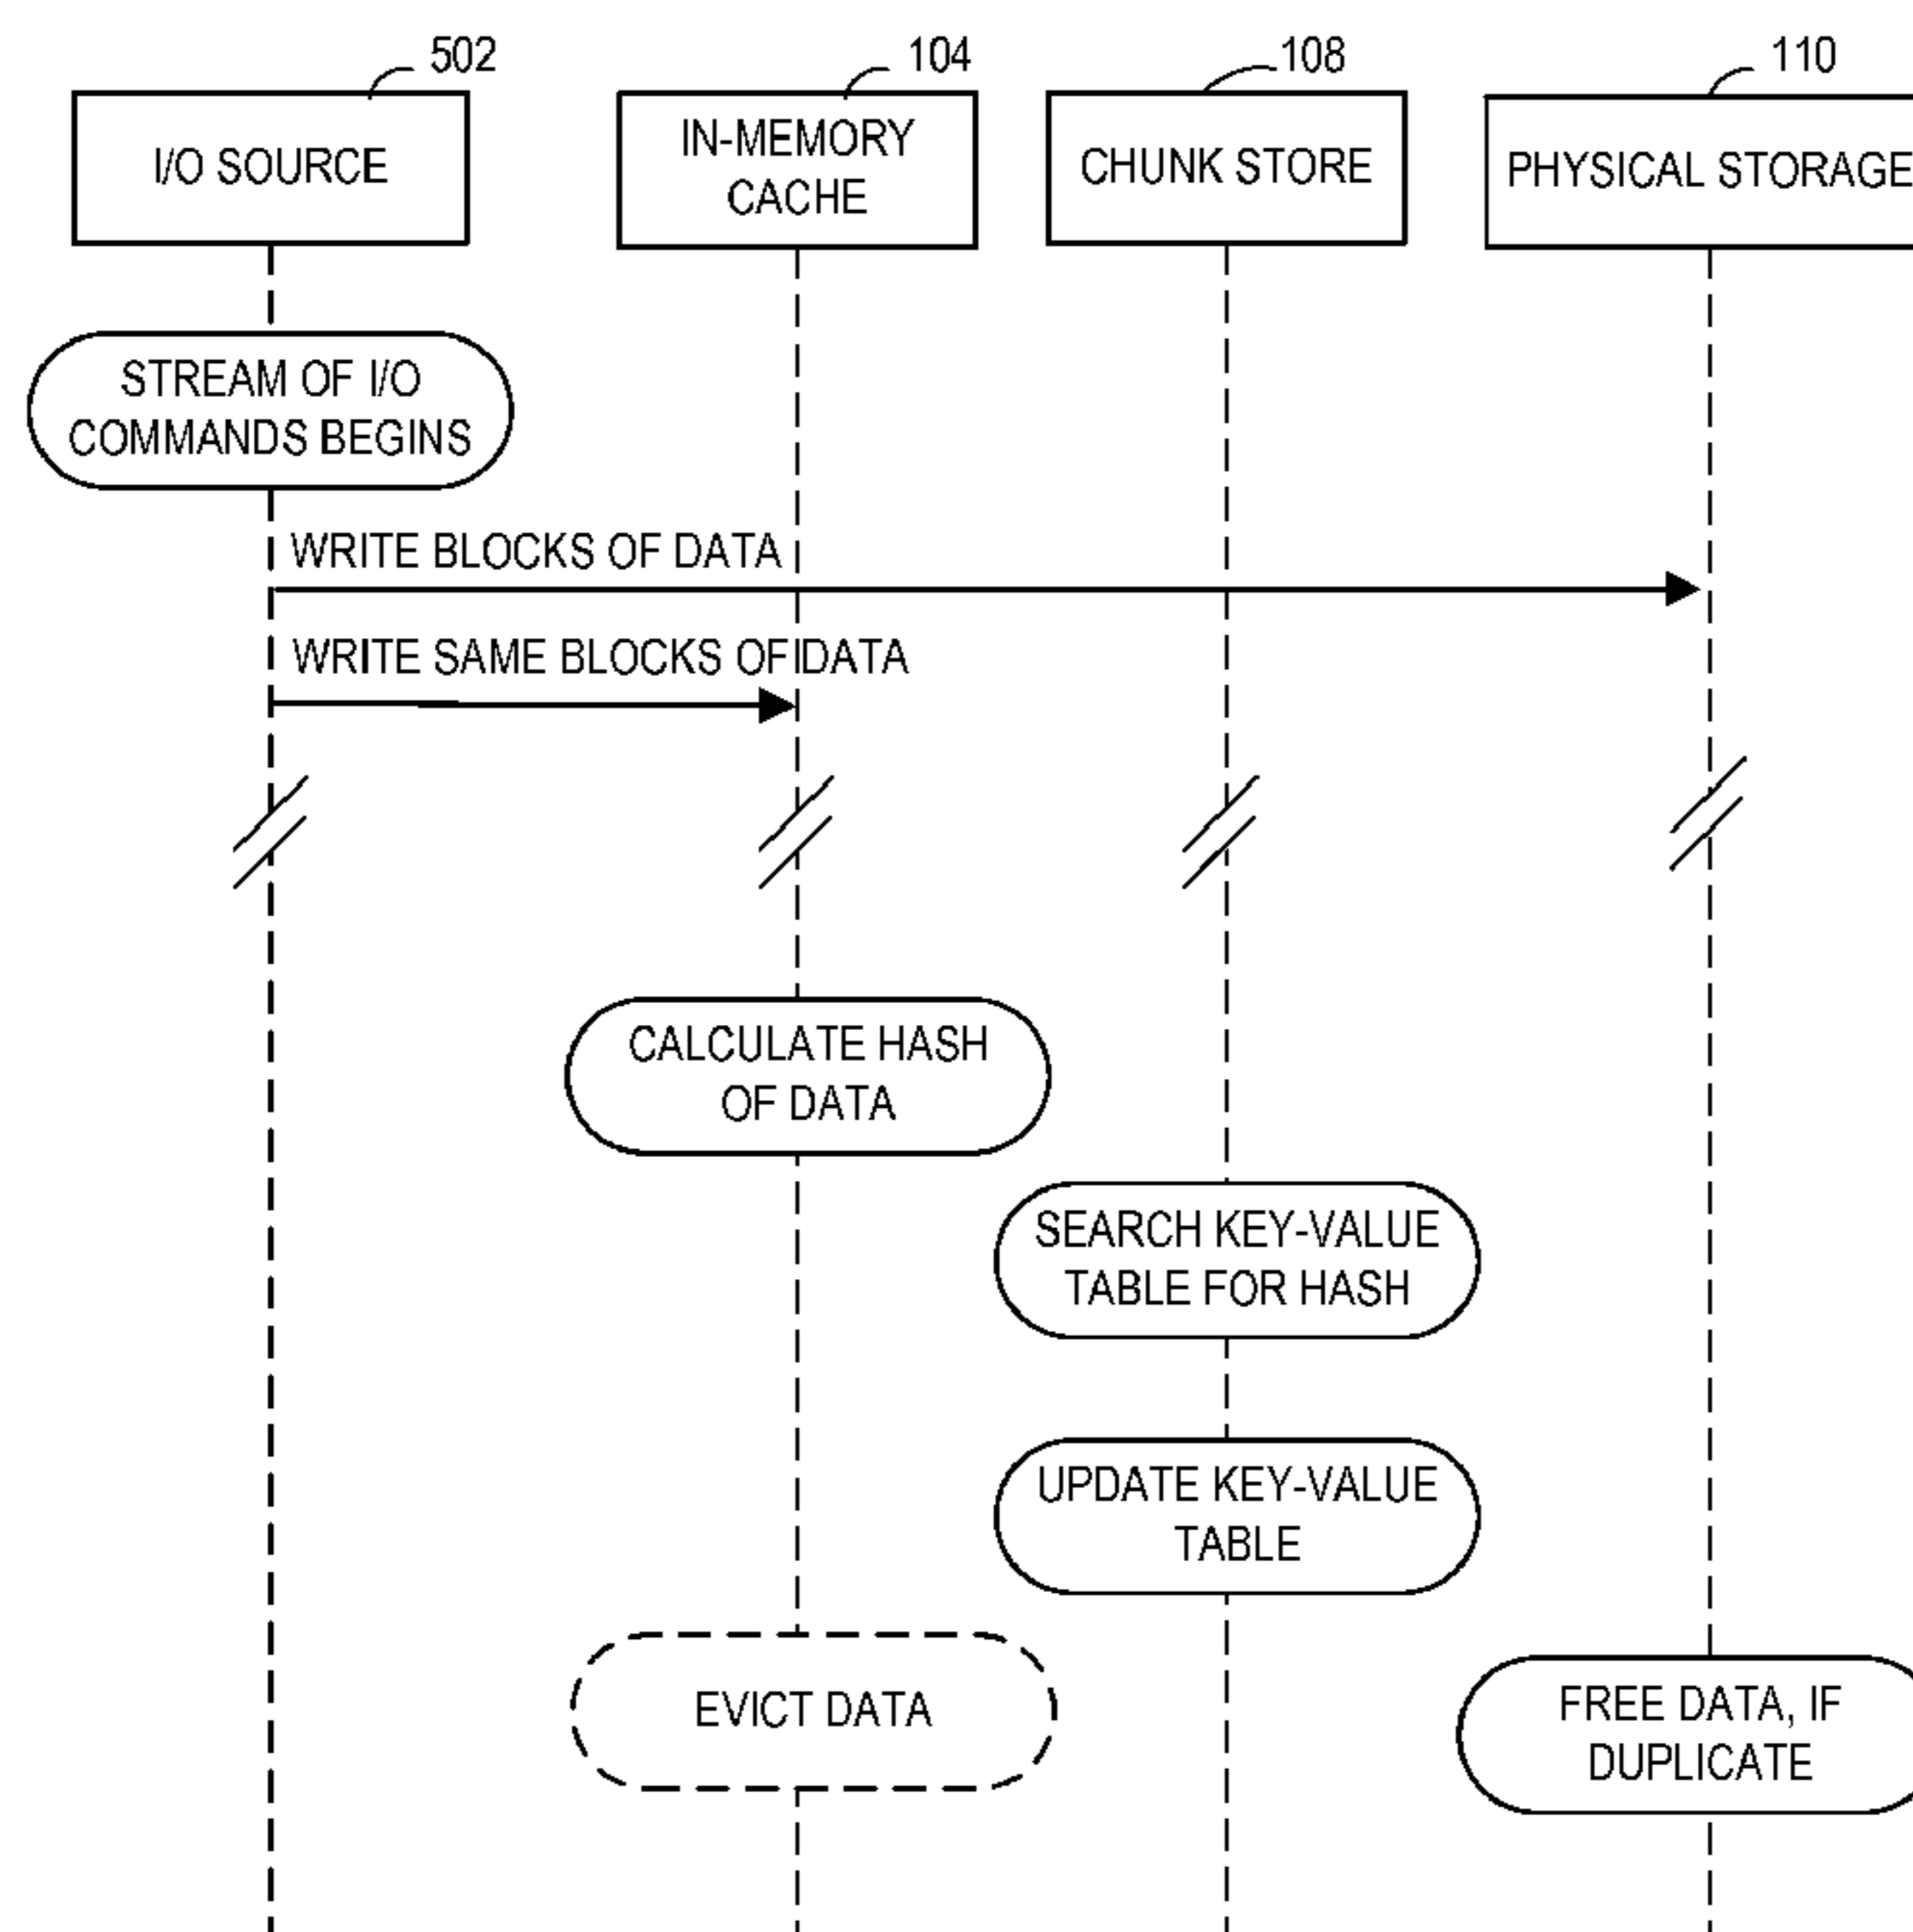 502
104
108
110
I/O SOURCE
IN-MEMORY
CACHE
CHUNK STORE
PHYSICAL STORAGE
STREAM OF I/O
COMMANDS BEGINS
WRITE BLOCKS OF DATA
WRITE SAME BLOCKS OF DATA
CALCULATE HASH
OF DATA
SEARCH KEY-VALUE
TABLE FOR HASH
UPDATE KEY-VALUE
TABLE
EVICT DATA
FREE DATA, IF
DUPLICATE